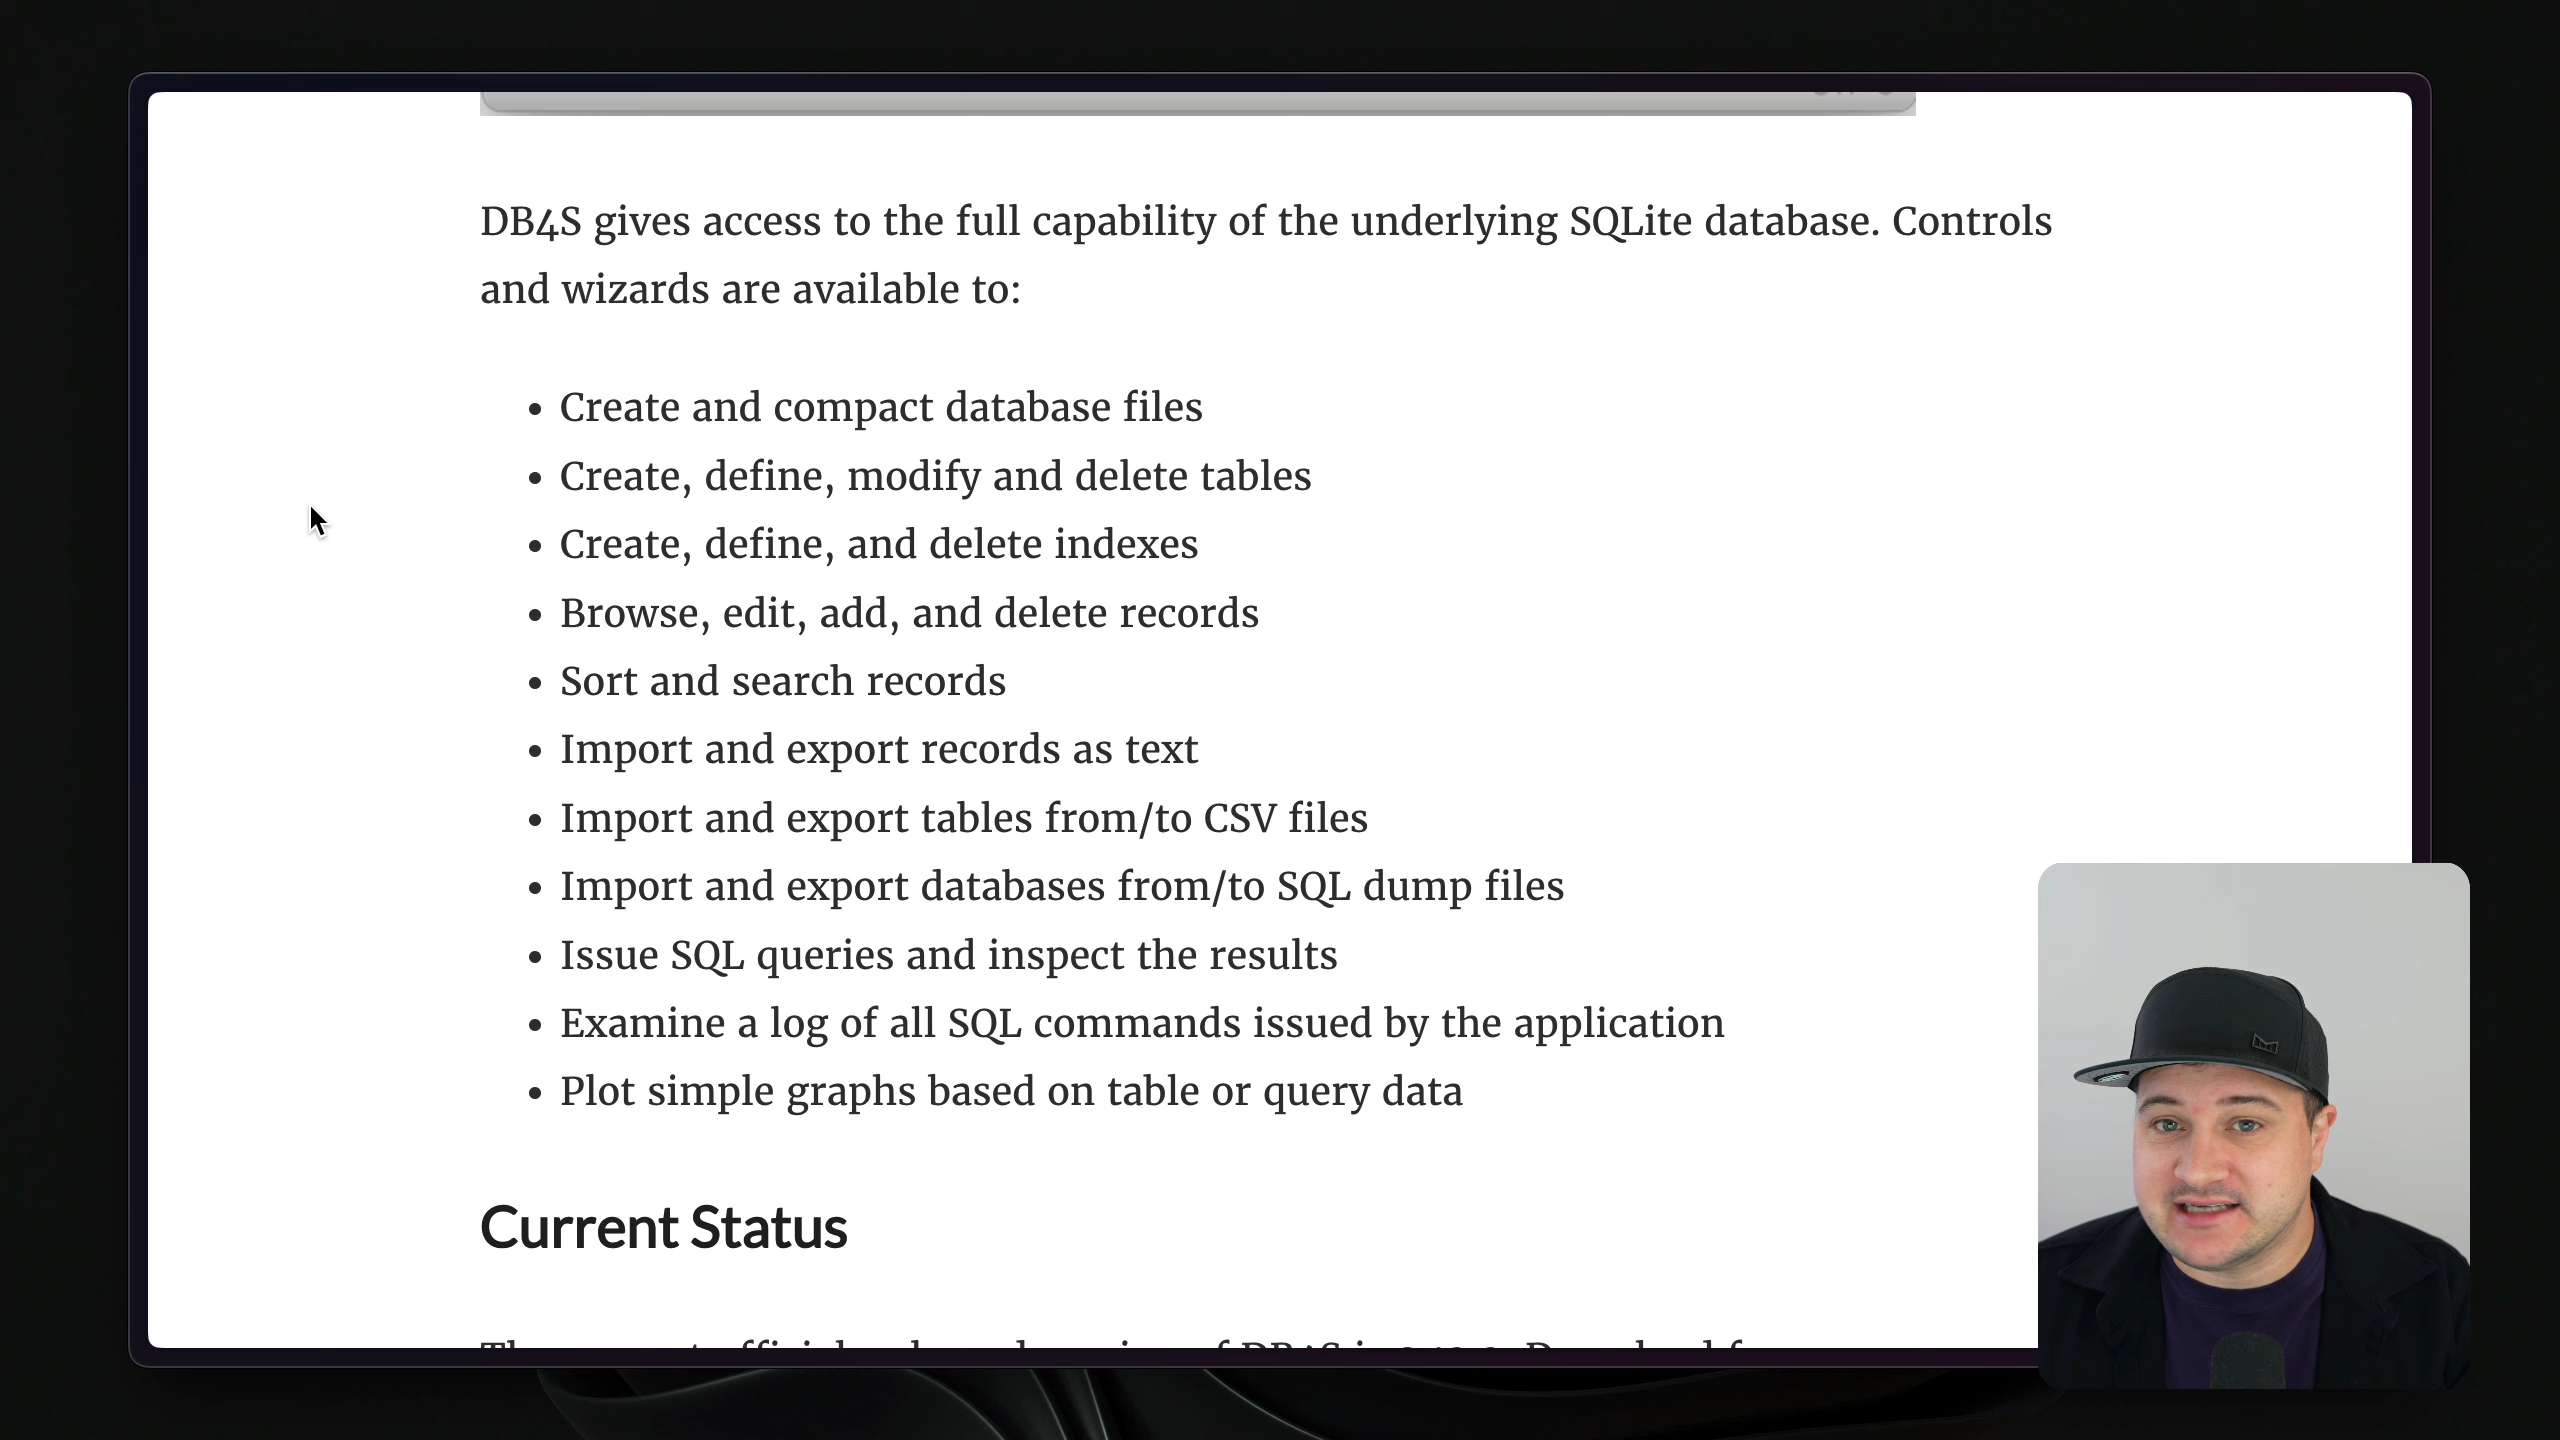 DB4S gives access to the full capability of the underlying SQLite database. Controls
and wizards are available to:
• Create and compact database files
• Create, define, modify and delete tables
• Create, define, and delete indexes
• Browse, edit, add, and delete records
• Sort and search records
• Import and export records as text
• Import and export tables from/to CSV files
• Import and export databases from/to SQL dump files
• Issue SQL queries and inspect the results
• Examine a log of all SQL commands issued by the application
• Plot simple graphs based on table or query data
Current Status